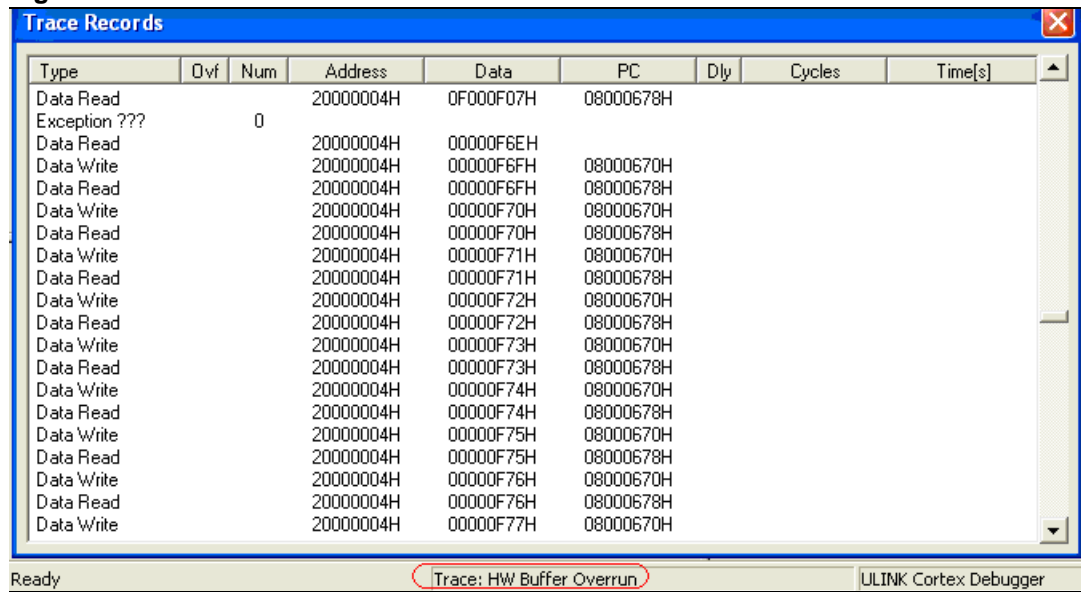 Trace Records
Type Ovf Num Address Data PC Dly Cycles Time[s]
Data Read 20000004H 0F000F07H 08000678H
Exception ??? 0
Data Read 20000004H 00000F6EH
Data Write 20000004H 00000F6FH 08000670H
Data Read 20000004H 00000F6FH 08000678H
Data Write 20000004H 00000F70H 08000670H
Data Read 20000004H 00000F70H 08000678H
Data Write 20000004H 00000F71H 08000670H
Data Read 20000004H 00000F71H 08000678H
Data Write 20000004H 00000F72H 08000670H
Data Read 20000004H 00000F72H 08000678H
Data Write 20000004H 00000F73H 08000670H
Data Read 20000004H 00000F73H 08000678H
Data Write 20000004H 00000F74H 08000670H
Data Read 20000004H 00000F74H 08000678H
Data Write 20000004H 00000F75H 08000670H
Data Read 20000004H 00000F75H 08000678H
Data Write 20000004H 00000F76H 08000670H
Data Read 20000004H 00000F76H 08000678H
Data Write 20000004H 00000F77H 08000670H
Ready Trace: HW Buffer Overrun ULINK Cortex Debugger